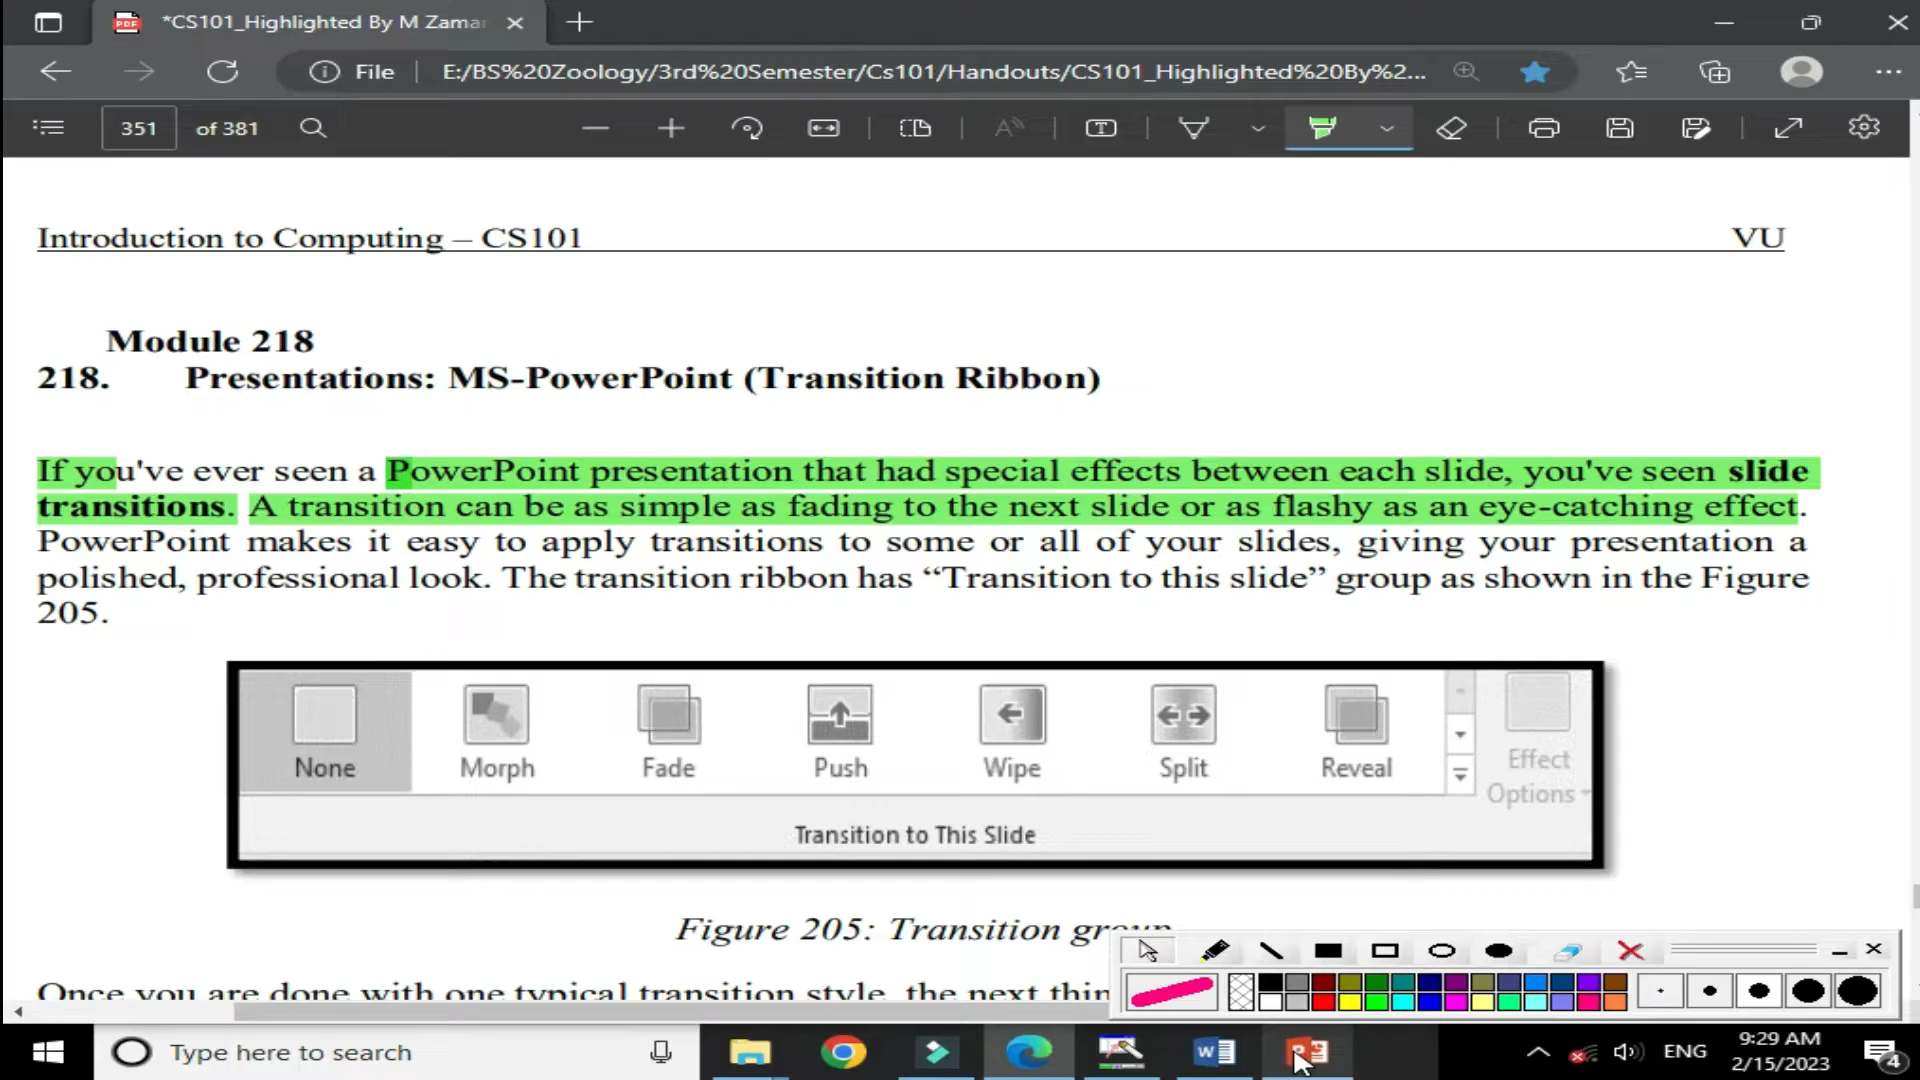 *CS101_Highlighted By M Zama
File
E:/BS%20Zoology/3rd%20Semester/Cs101/Handouts/CS101_Highlighted%20By%2...
351 of 381
Introduction to Computing – CS101 VU
Module 218
218. Presentations: MS-PowerPoint (Transition Ribbon)
If you've ever seen a PowerPoint presentation that had special effects between each slide, you've seen slide
transitions. A transition can be as simple as fading to the next slide or as flashy as an eye-catching effect.
PowerPoint makes it easy to apply transitions to some or all of your slides, giving your presentation a
polished, professional look. The transition ribbon has “Transition to this slide” group as shown in the Figure
205.
None Morph Fade Push Wipe Split Reveal Effect
Options
Transition to This Slide
Figure 205: Transition group
Once you are done with one typical transition style, the next thin
Type here to search
ENG
9:29 AM
2/15/2023
4